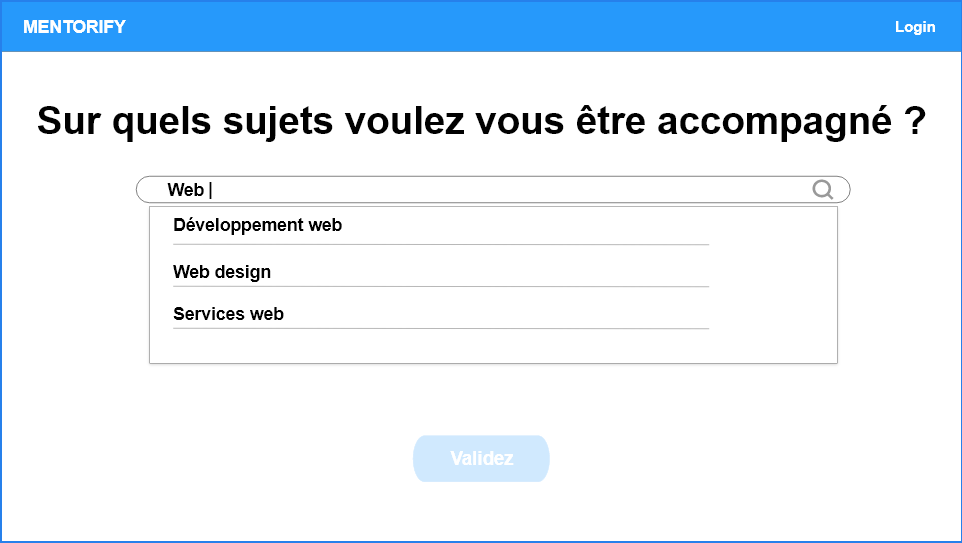 MENTORIFY
Login
Sur quels sujets voulez vous être accompagné ?
Web
Développement web
Web design
Services web
Validez